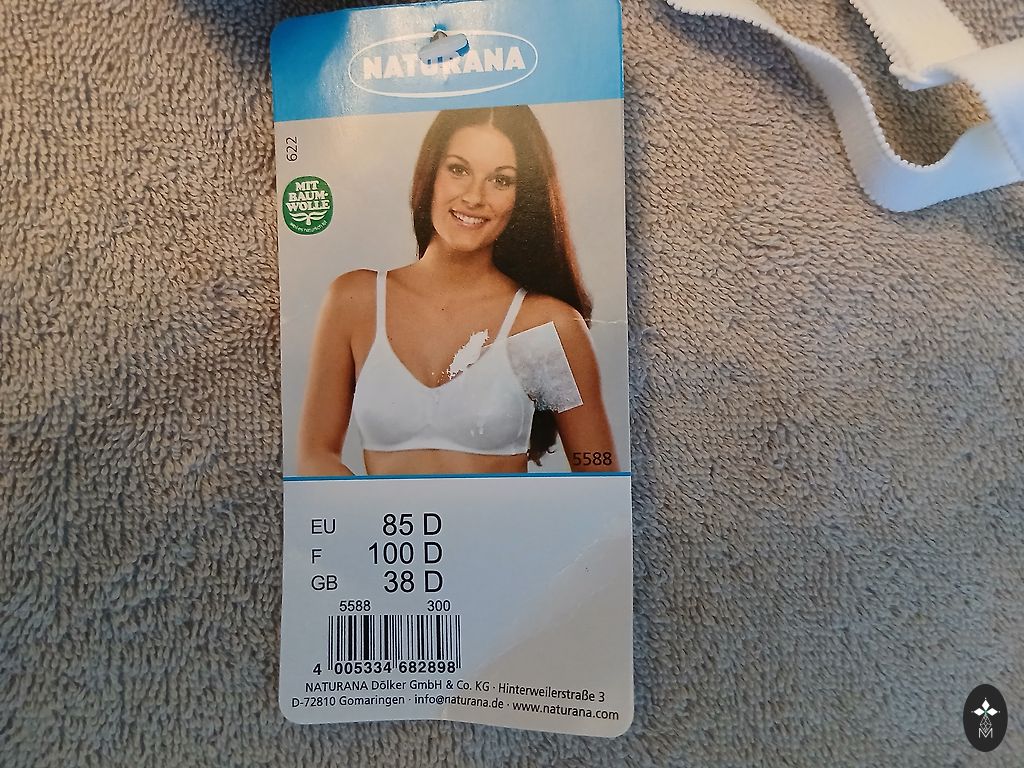 NATURANA
622
MIT
BAUM-
WOLLE
5588
EU 85 D
F 100 D
GB 38 D
5588 300
4 005334 682898
NATURANA Dölker GmbH & Co. KG · Hinterweilerstraße 3
D-72810 Gomaringen · info@naturana.de · www.naturana.com
M